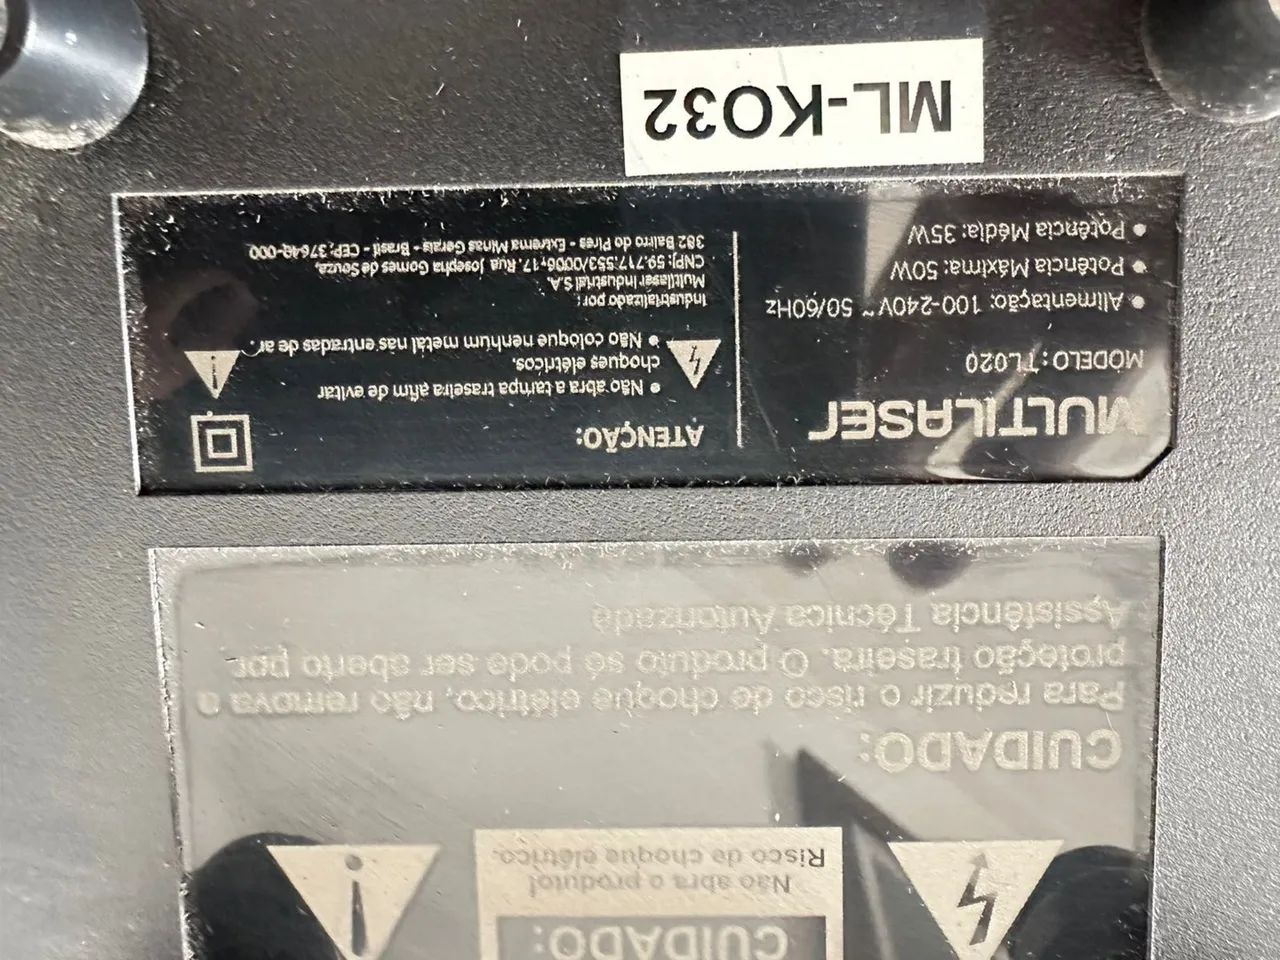 CUIDADO:
Não abra o produto!
Risco de choque elétrico.
CUIDADO:
Para reduzir o risco de choque elétrico, não remova a
proteção traseira. O produto só pode ser aberto por
Assistência Técnica Autorizada
MULTILASER
MODELO: TL020
• Alimentação: 100-240V~ 50/60Hz
• Potência Máxima: 50W
• Potência Média: 35W
ATENÇÃO:
• Não abra a tampa traseira afim de evitar
choques elétricos.
• Não coloque nenhum metal nas entradas de ar.
Industrializado por:
Multilaser Industrial S.A.
CNPJ: 59.717.553/0006-17. Rua Josepha Gomes de Souza,
382 Bairro do Pires - Extrema Minas Gerais - Brasil - CEP: 37640-000
ML-KO32